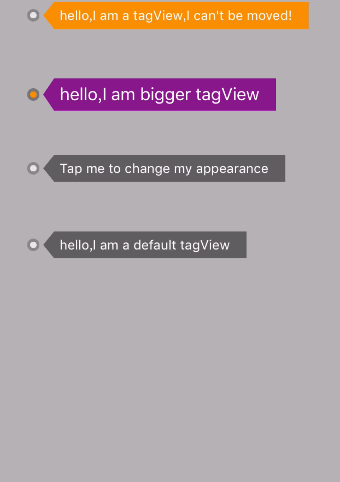 hello,I am a tagView,I can't be moved!
hello,I am bigger tagView
Tap me to change my appearance
hello,I am a default tagView